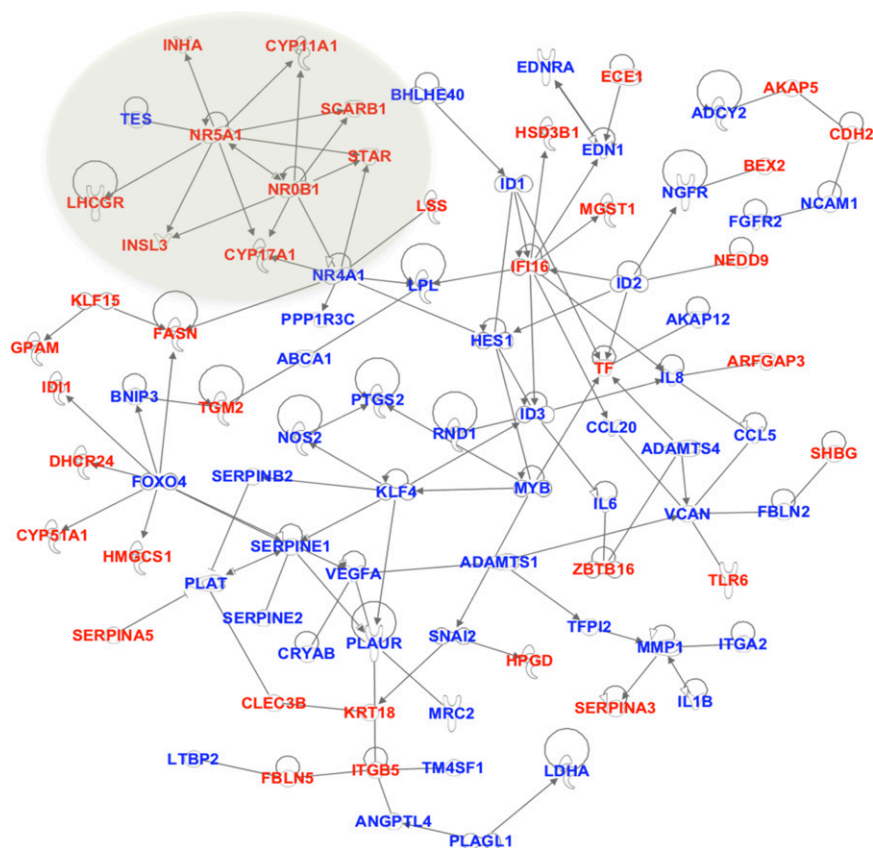 INHA
CYP11A1
EDNRA
ECE1
BHLHE40
ADCY2
AKAP5
TES
NR5A1
SCARB1
HSD3B1
EDN1
CDH2
STAR
BEX2
NR0B1
ID1
NGFR
LHCGR
NCAM1
LSS
MGST1
FGFR2
INSL3
CYP17A1
IFI16
NEDD9
NR4A1
LPL
ID2
KLF15
PPP1R3C
AKAP12
FASN
HES1
GPAM
ABCA1
TF
ARFGAP3
IL8
IDI1
BNIP3
TGM2
PTGS2
ID3
NOS2
RND1
CCL20
ADAMTS4
CCL5
SHBG
DHCR24
SERPINB2
FOXO4
KLF4
MYB
IL6
VCAN
FBLN2
CYP51A1
SERPINE1
HMGCS1
VEGFA
ADAMTS1
ZBTB16
TLR6
PLAT
SERPINE2
TFPI2
SERPINA5
CRYAB
PLAUR
SNAI2
MMP1
ITGA2
HPGD
CLEC3B
KRT18
MRC2
SERPINA3
IL1B
LTBP2
FBLN5
ITGB5
TM4SF1
LDHA
ANGPTL4
PLAGL1